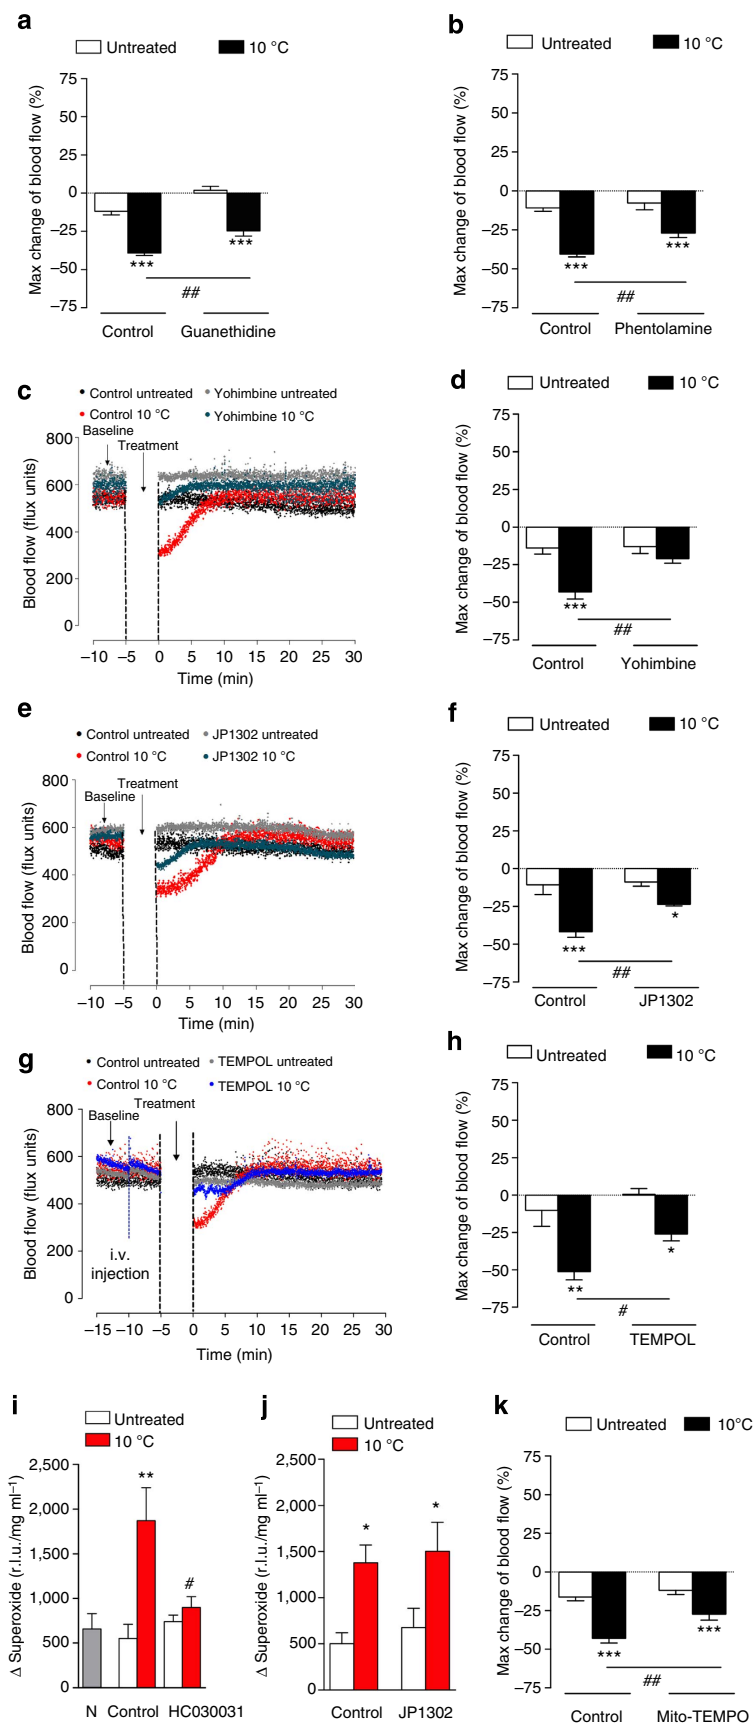 a
b
Untreated 10 °C
Untreated 10 °C
Max change of blood flow (%)
75
50
25
0
−25
−50
−75
***
***
##
Control Guanethidine
Max change of blood flow (%)
75
50
25
0
−25
−50
−75
***
***
##
Control Phentolamine
c
Control untreated Yohimbine untreated
Control 10 °C Yohimbine 10 °C
Baseline
Treatment
Blood flow (flux units)
800
600
400
200
0
−10 −5 0 5 10 15 20 25 30
Time (min)
d
Untreated 10 °C
Max change of blood flow (%)
75
50
25
0
−25
−50
−75
***
##
Control Yohimbine
e
Control untreated JP1302 untreated
Control 10 °C JP1302 10 °C
Treatment
Baseline
Blood flow (flux units)
800
600
400
200
0
−10 −5 0 5 10 15 20 25 30
Time (min)
f
Untreated 10 °C
Max change of blood flow (%)
75
50
25
0
−25
−50
−75
***
*
##
Control JP1302
g
Control untreated TEMPOL untreated
Control 10 °C TEMPOL 10 °C
Treatment
Baseline
Blood flow (flux units)
800
600
400
200
0
i.v.
injection
−15 −10 −5 0 5 10 15 20 25 30
Time (min)
h
Untreated 10 °C
Max change of blood flow (%)
75
50
25
0
−25
−50
−75
**
*
#
Control TEMPOL
i
Untreated
10 °C
Δ Superoxide (r.l.u./mg ml⁻¹)
2,500
2,000
1,500
1,000
500
0
**
#
N Control HC030031
j
Untreated
10 °C
Δ Superoxide (r.l.u./mg ml⁻¹)
2,500
2,000
1,500
1,000
500
0
*
*
Control JP1302
k
Untreated 10°C
Max change of blood flow (%)
75
50
25
0
−25
−50
−75
***
***
##
Control Mito-TEMPO